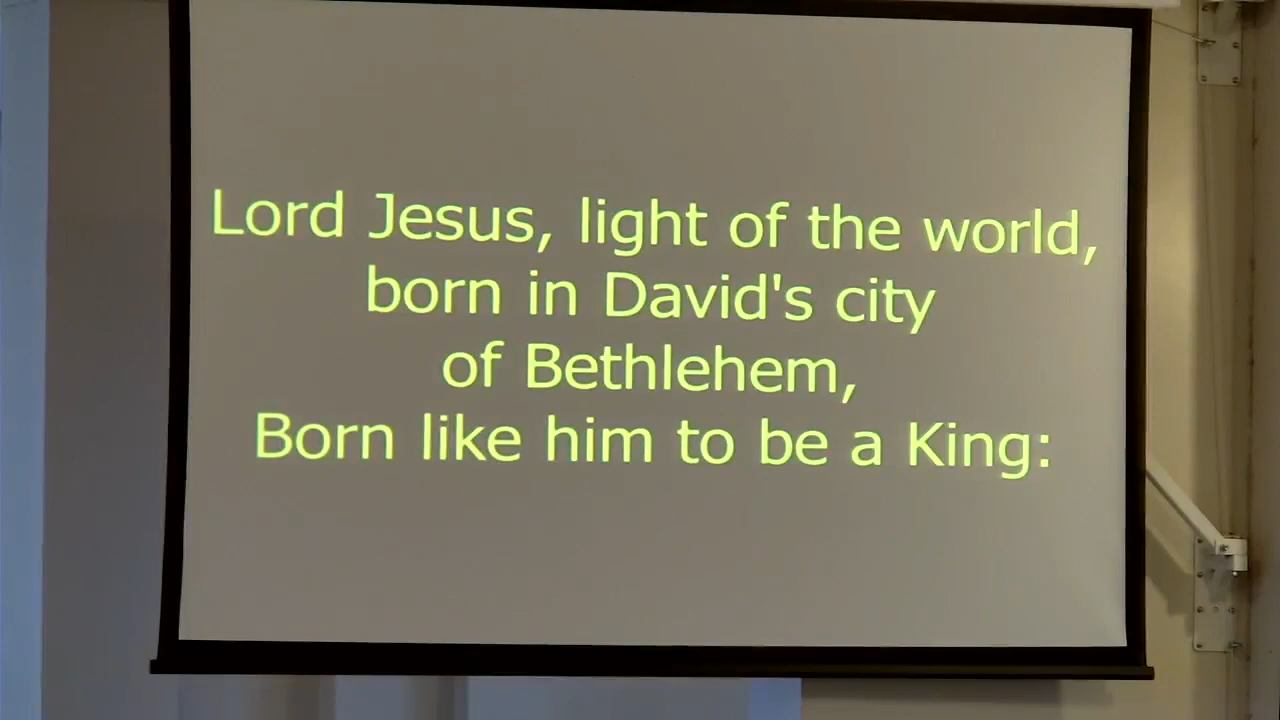 Lord Jesus, light of the world,
born in David's city
of Bethlehem,
Born like him to be a King: